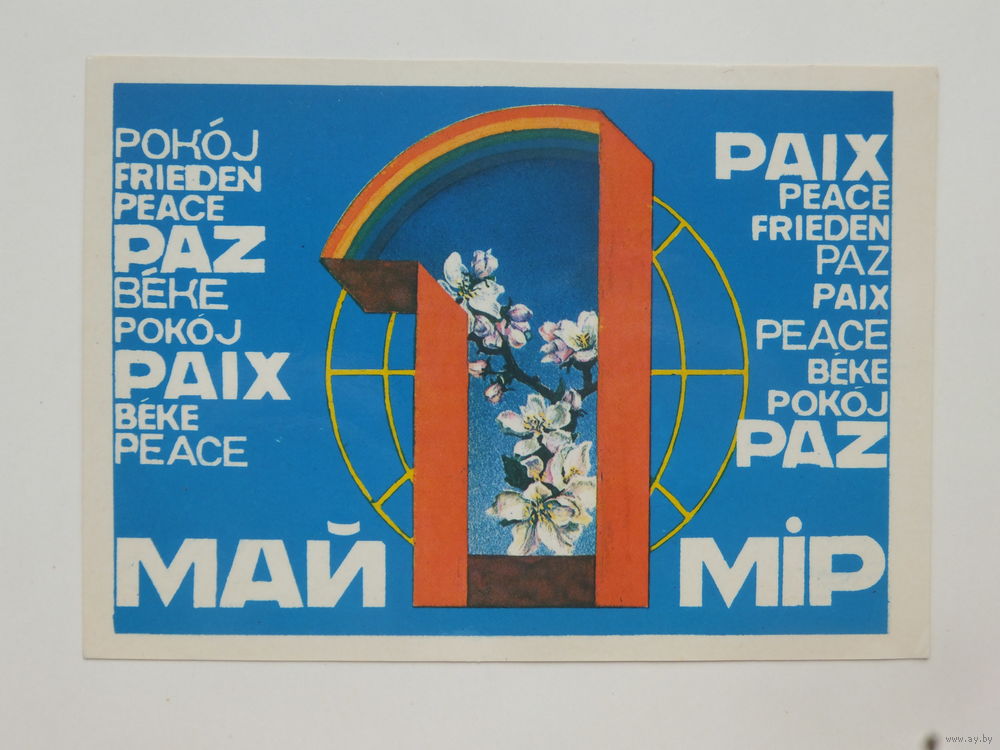 POKÓJ
FRIEDEN
PEACE
PAZ
BÉKE
POKÓJ
PAIX
BÉKE
PEACE
PAIX
PEACE
FRIEDEN
PAZ
PAIX
PEACE
BÉKE
POKÓJ
PAZ
1
МАЙ
МІР
www.ay.by